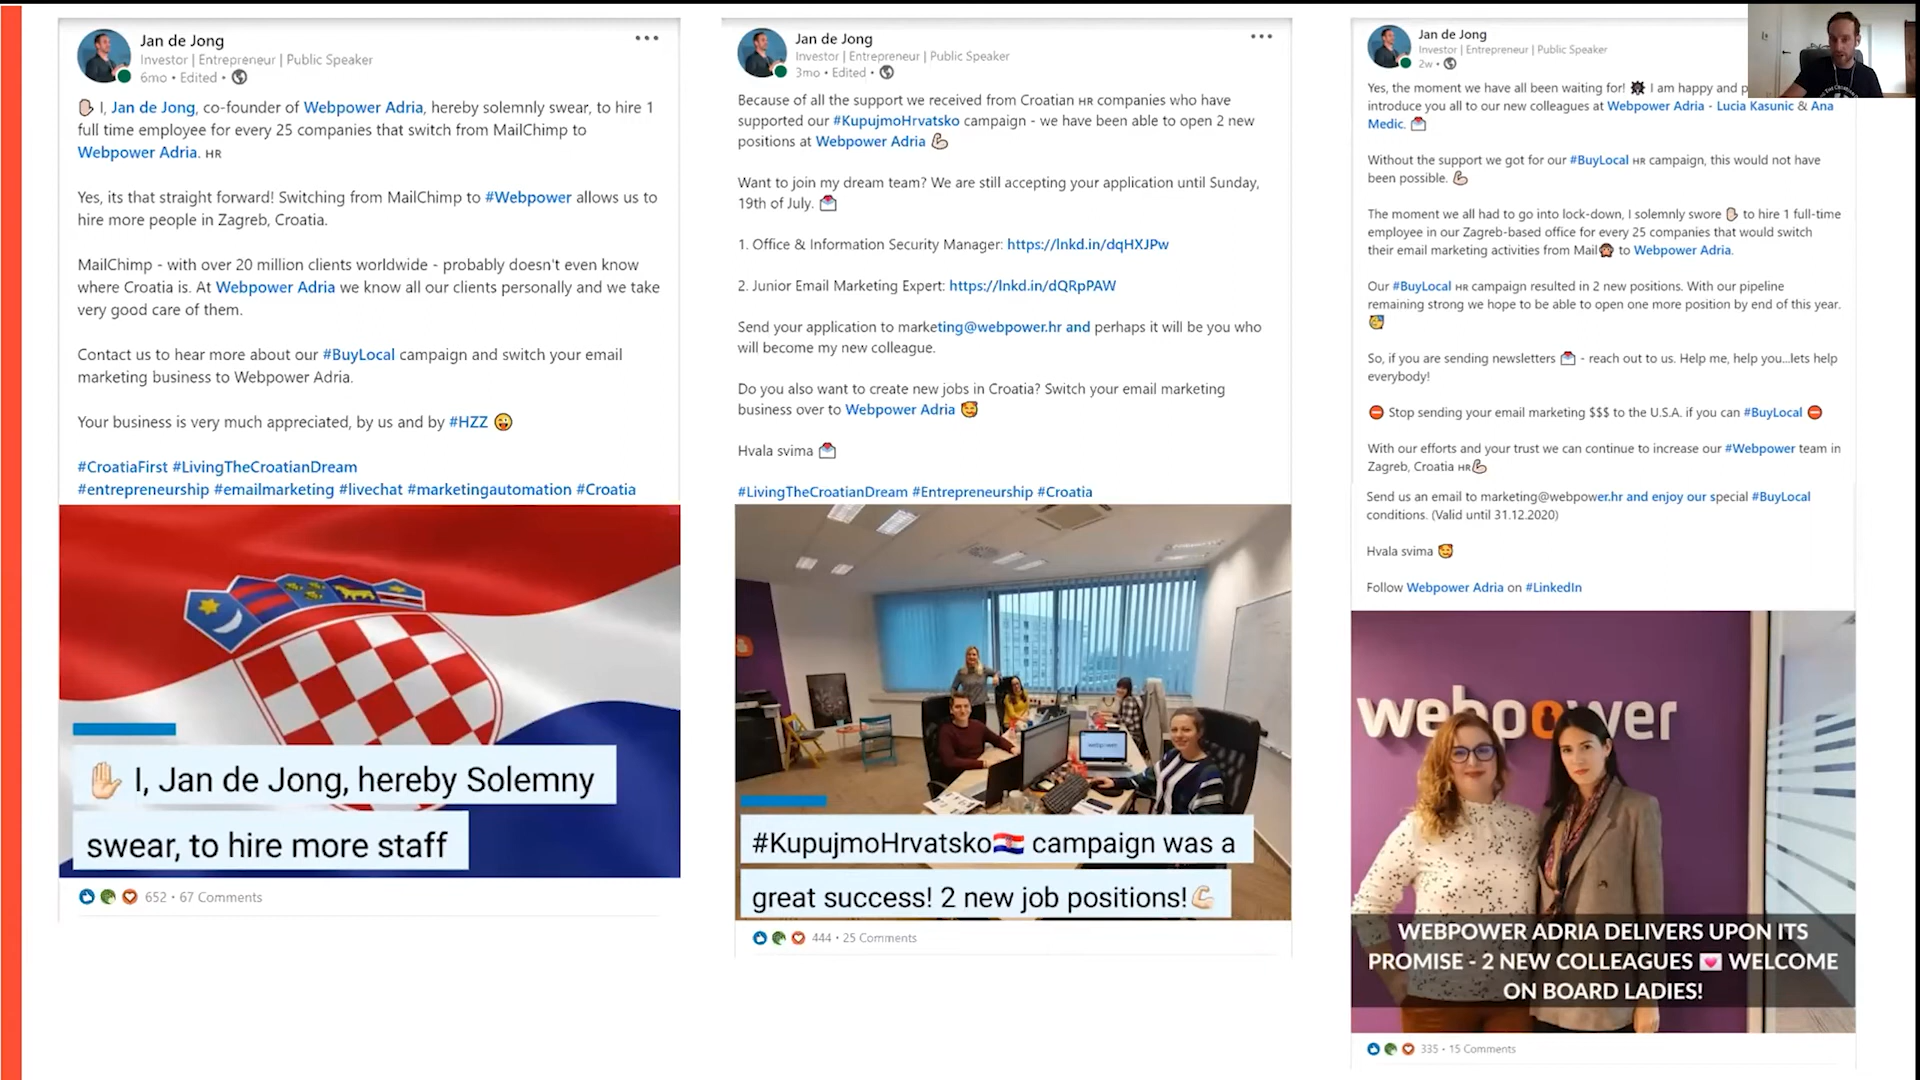 Jan de Jong
Investor | Entrepreneur | Public Speaker
6mo • Edited •
I, Jan de Jong, co-founder of Webpower Adria, hereby solemnly swear, to hire 1
full time employee for every 25 companies that switch from MailChimp to
Webpower Adria. HR
Yes, its that straight forward! Switching from MailChimp to #Webpower allows us to
hire more people in Zagreb, Croatia.
MailChimp - with over 20 million clients worldwide - probably doesn't even know
where Croatia is. At Webpower Adria we know all our clients personally and we take
very good care of them.
Contact us to hear more about our #BuyLocal campaign and switch your email
marketing business to Webpower Adria.
Your business is very much appreciated, by us and by #HZZ
#CroatiaFirst #LivingTheCroatianDream
#entrepreneurship #emailmarketing #livechat #marketingautomation #Croatia
I, Jan de Jong, hereby Solemny
swear, to hire more staff
652 • 67 Comments
Jan de Jong
Investor | Entrepreneur | Public Speaker
3mo • Edited •
Because of all the support we received from Croatian HR companies who have
supported our #KupujmoHrvatsko campaign - we have been able to open 2 new
positions at Webpower Adria
Want to join my dream team? We are still accepting your application until Sunday,
19th of July.
1. Office & Information Security Manager: https://lnkd.in/dqHXJPw
2. Junior Email Marketing Expert: https://lnkd.in/dQRpPAW
Send your application to marketing@webpower.hr and perhaps it will be you who
will become my new colleague.
Do you also want to create new jobs in Croatia? Switch your email marketing
business over to Webpower Adria
Hvala svima
#LivingTheCroatianDream #Entrepreneurship #Croatia
webpower
#KupujmoHrvatsko campaign was a
great success! 2 new job positions!
444 • 25 Comments
Jan de Jong
Investor | Entrepreneur | Public Speaker
2w •
Yes, the moment we have all been waiting for! I am happy and p
introduce you all to our new colleagues at Webpower Adria - Lucia Kasunic & Ana
Medic.
Without the support we got for our #BuyLocal HR campaign, this would not have
been possible.
The moment we all had to go into lock-down, I solemnly swore to hire 1 full-time
employee in our Zagreb-based office for every 25 companies that would switch
their email marketing activities from Mail to Webpower Adria.
Our #BuyLocal HR campaign resulted in 2 new positions. With our pipeline
remaining strong we hope to be able to open one more position by end of this year.
So, if you are sending newsletters - reach out to us. Help me, help you...lets help
everybody!
Stop sending your email marketing $$$ to the U.S.A. if you can #BuyLocal
With our efforts and your trust we can continue to increase our #Webpower team in
Zagreb, Croatia HR
Send us an email to marketing@webpower.hr and enjoy our special #BuyLocal
conditions. (Valid until 31.12.2020)
Hvala svima
Follow Webpower Adria on #LinkedIn
webpower
WEBPOWER ADRIA DELIVERS UPON ITS
PROMISE - 2 NEW COLLEAGUES WELCOME
ON BOARD LADIES!
335 • 15 Comments